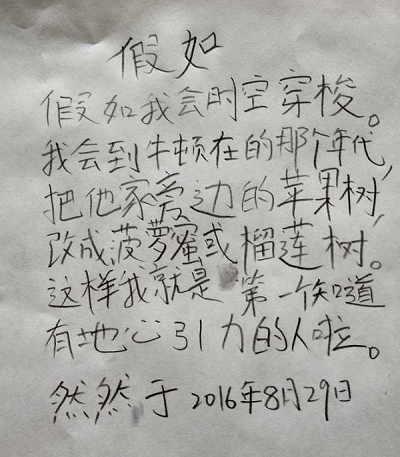 假如
假如我会时空穿梭。
我会到牛顿在的那个年代，
把他家旁边的苹果树，
改成菠萝蜜或榴莲树。
这样我就是第一个知道
有地心引力的人啦。
然然于2016年8月29日